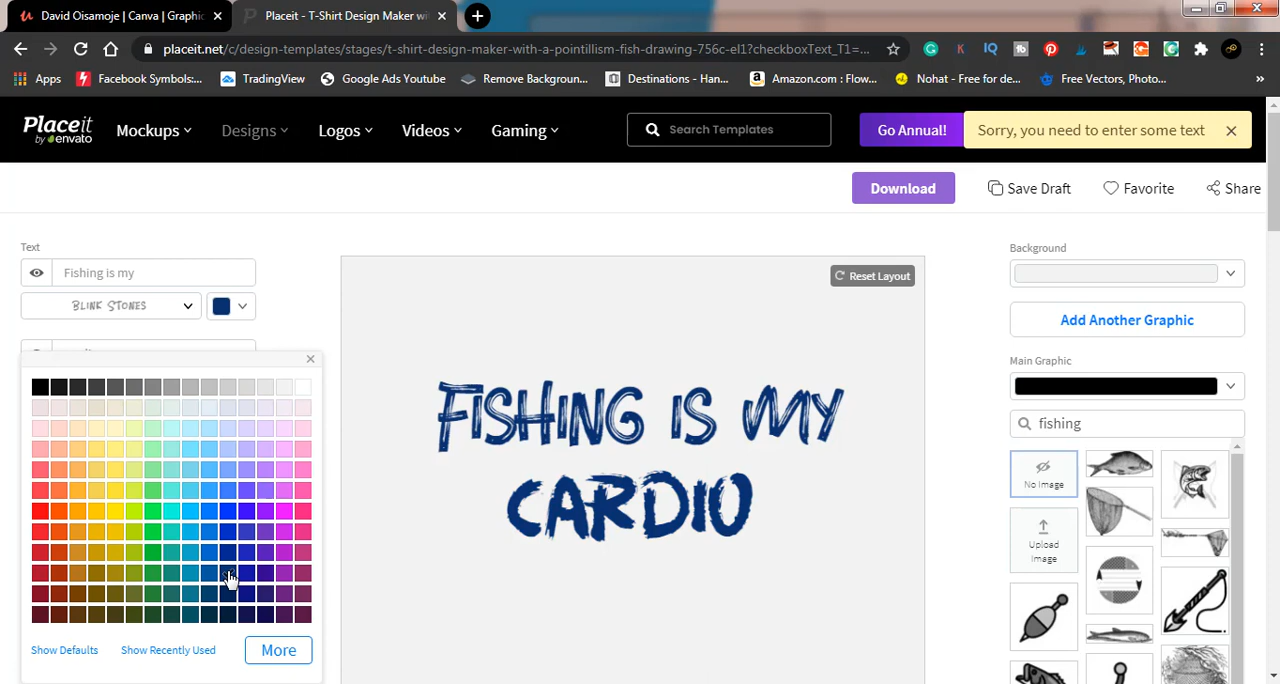 David Oisamoje | Canva | Graphic
Placeit - T-Shirt Design Maker wi
placeit.net/c/design-templates/stages/t-shirt-design-maker-with-a-pointillism-fish-drawing-756c-el1?checkboxText_T1=...
Apps
Facebook Symbols...
TradingView
Google Ads Youtube
Remove Backgroun...
Destinations - Han...
Amazon.com : Flow...
Nohat - Free for de...
Free Vectors, Photo...
»
Placeit
by envato
Mockups
Designs
Logos
Videos
Gaming
Search Templates
Go Annual!
Sorry, you need to enter some text
Download
Save Draft
Favorite
Share
Text
Fishing is my
BLINK STONES
Show Defaults
Show Recently Used
More
Reset Layout
FISHING IS MY
CARDIO
Background
Add Another Graphic
Main Graphic
fishing
No Image
Upload
Image